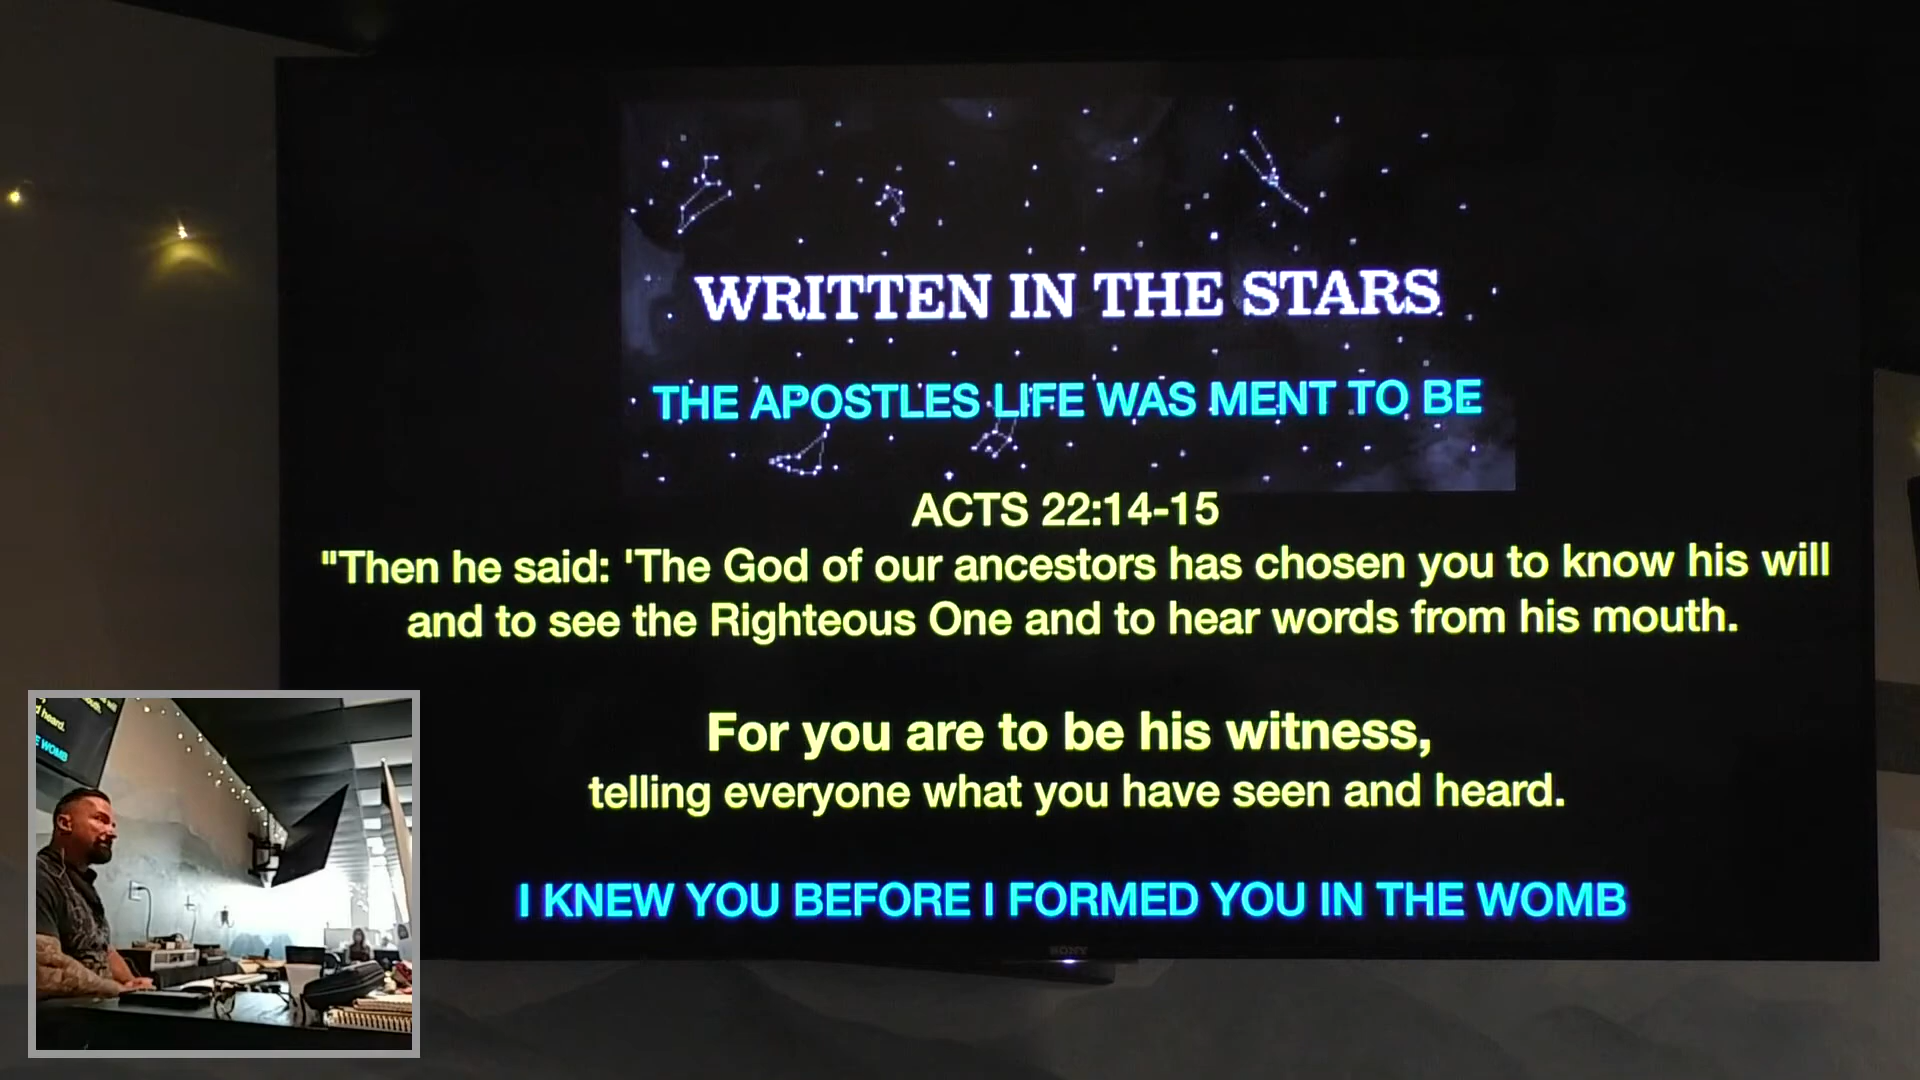 WRITTEN IN THE STARS
THE APOSTLES LIFE WAS MENT TO BE
ACTS 22:14-15
"Then he said: 'The God of our ancestors has chosen you to know his will
and to see the Righteous One and to hear words from his mouth.
For you are to be his witness,
telling everyone what you have seen and heard.
I KNEW YOU BEFORE I FORMED YOU IN THE WOMB
SONY
heard.
WOMB